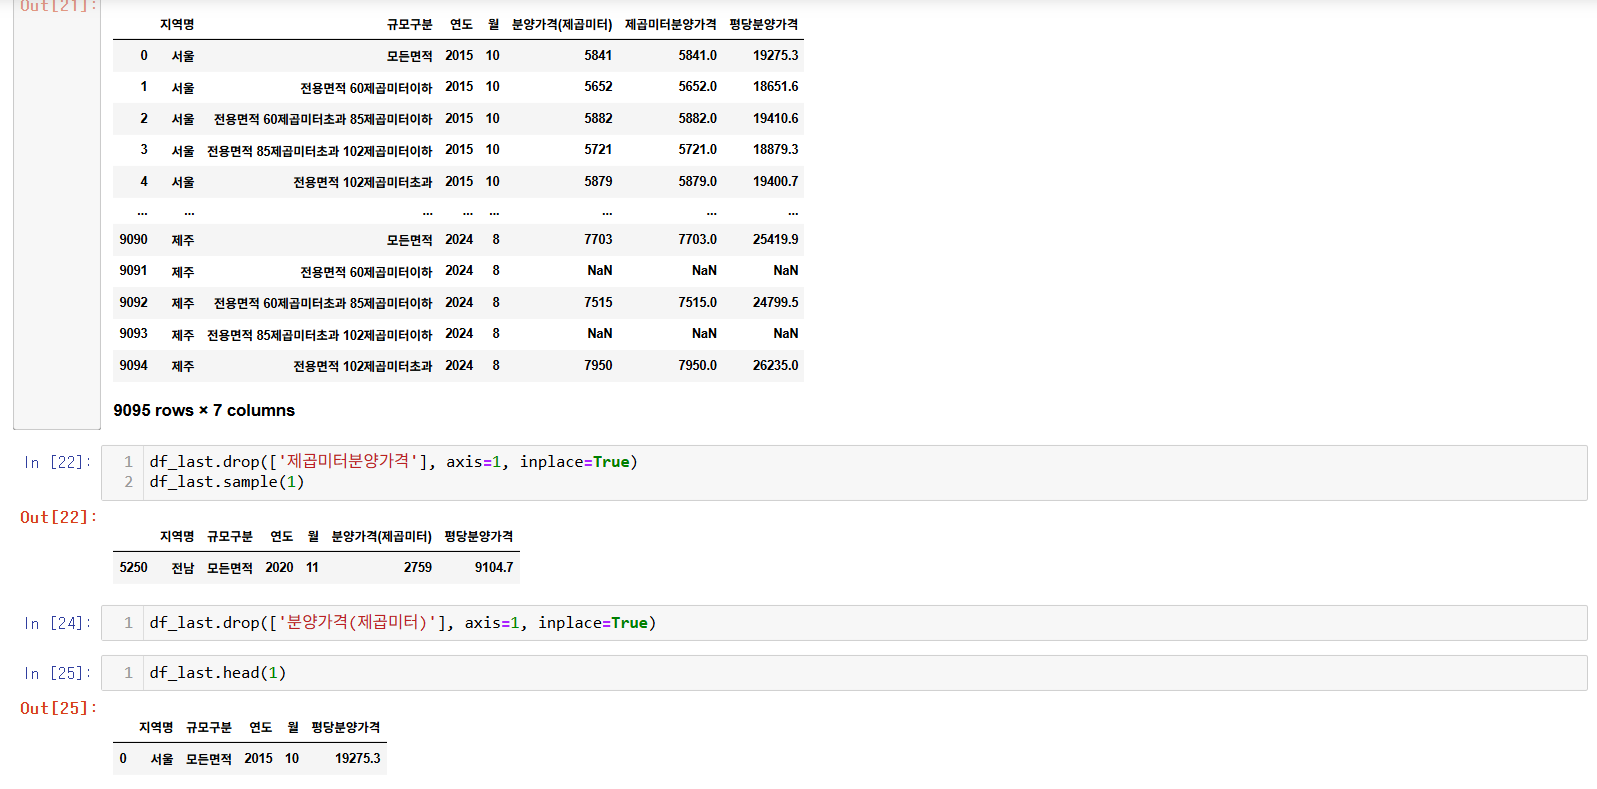 Out[21]:
지역명 규모구분 연도 월 분양가격(제곱미터) 제곱미터분양가격 평당분양가격
0 서울 모든면적 2015 10 5841 5841.0 19275.3
1 서울 전용면적 60제곱미터이하 2015 10 5652 5652.0 18651.6
2 서울 전용면적 60제곱미터초과 85제곱미터이하 2015 10 5882 5882.0 19410.6
3 서울 전용면적 85제곱미터초과 102제곱미터이하 2015 10 5721 5721.0 18879.3
4 서울 전용면적 102제곱미터초과 2015 10 5879 5879.0 19400.7
... ... ... ... ... ... ... ...
9090 제주 모든면적 2024 8 7703 7703.0 25419.9
9091 제주 전용면적 60제곱미터이하 2024 8 NaN NaN NaN
9092 제주 전용면적 60제곱미터초과 85제곱미터이하 2024 8 7515 7515.0 24799.5
9093 제주 전용면적 85제곱미터초과 102제곱미터이하 2024 8 NaN NaN NaN
9094 제주 전용면적 102제곱미터초과 2024 8 7950 7950.0 26235.0
9095 rows × 7 columns
In [22]: 1 df_last.drop(['제곱미터분양가격'], axis=1, inplace=True)
2 df_last.sample(1)
Out[22]:
지역명 규모구분 연도 월 분양가격(제곱미터) 평당분양가격
5250 전남 모든면적 2020 11 2759 9104.7
In [24]: 1 df_last.drop(['분양가격(제곱미터)'], axis=1, inplace=True)
In [25]: 1 df_last.head(1)
Out[25]:
지역명 규모구분 연도 월 평당분양가격
0 서울 모든면적 2015 10 19275.3